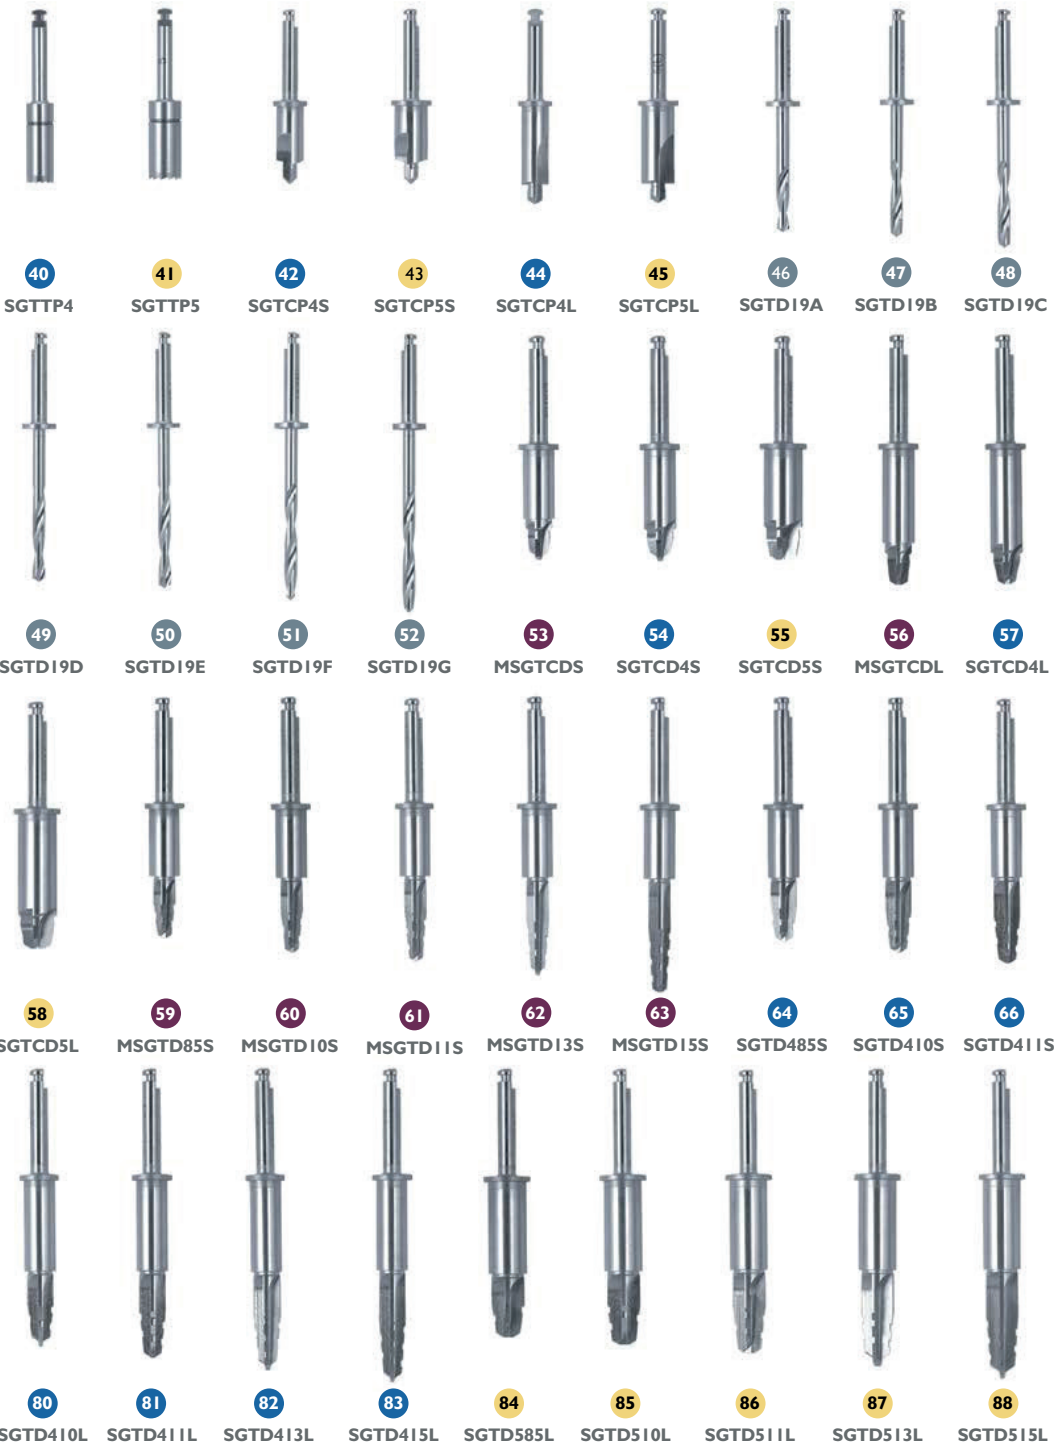 40 41 42 43 44 45 46 47 48
SGTTP4 SGTTP5 SGTCP4S SGTCP5S SGTCP4L SGTCP5L SGTD19A SGTD19B SGTD19C
49 50 51 52 53 54 55 56 57
SGTD19D SGTD19E SGTD19F SGTD19G MSGTCDS SGTCD4S SGTCD5S MSGTCDL SGTCD4L
58 59 60 61 62 63 64 65 66
SGTCD5L MSGTD85S MSGTD10S MSGTD11S MSGTD13S MSGTD15S SGTD485S SGTD410S SGTD411S
80 81 82 83 84 85 86 87 88
SGTD410L SGTD411L SGTD413L SGTD415L SGTD585L SGTD510L SGTD511L SGTD513L SGTD515L